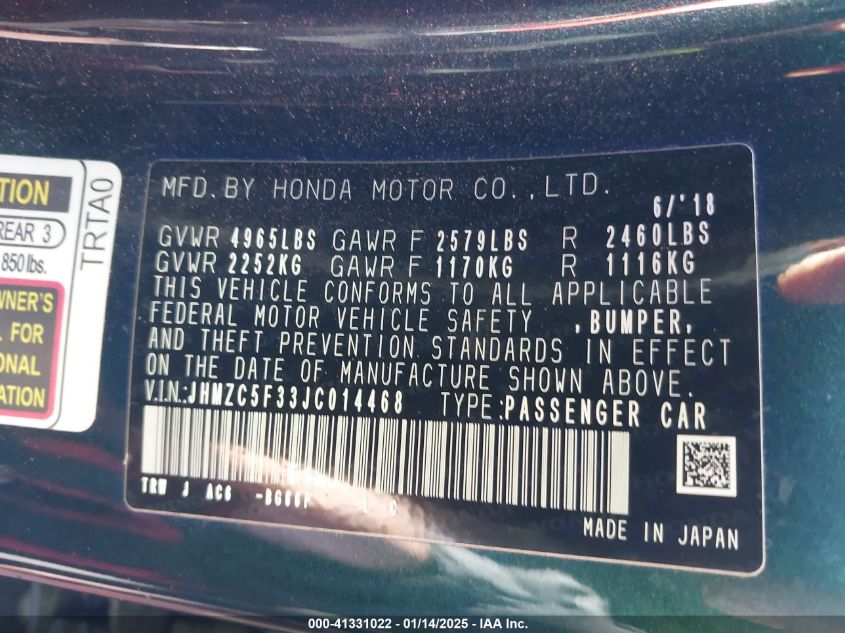 TION
REAR 3
850 lbs.
WNER'S
L FOR
IONAL
ATION
TRTA0
MFD. BY HONDA MOTOR CO., LTD.
6/'18
GVWR 4965LBS GAWR F 2579LBS R 2460LBS
GVWR 2252KG GAWR F 1170KG R 1116KG
THIS VEHICLE CONFORMS TO ALL APPLICABLE
FEDERAL MOTOR VEHICLE SAFETY , BUMPER,
AND THEFT PREVENTION STANDARDS IN EFFECT
ON THE DATE OF MANUFACTURE SHOWN ABOVE.
V.I.N: JHMZC5F33JC014468 TYPE: PASSENGER CAR
TRW J AC6
MADE IN JAPAN
000-41331022 - 01/14/2025 - IAA Inc.